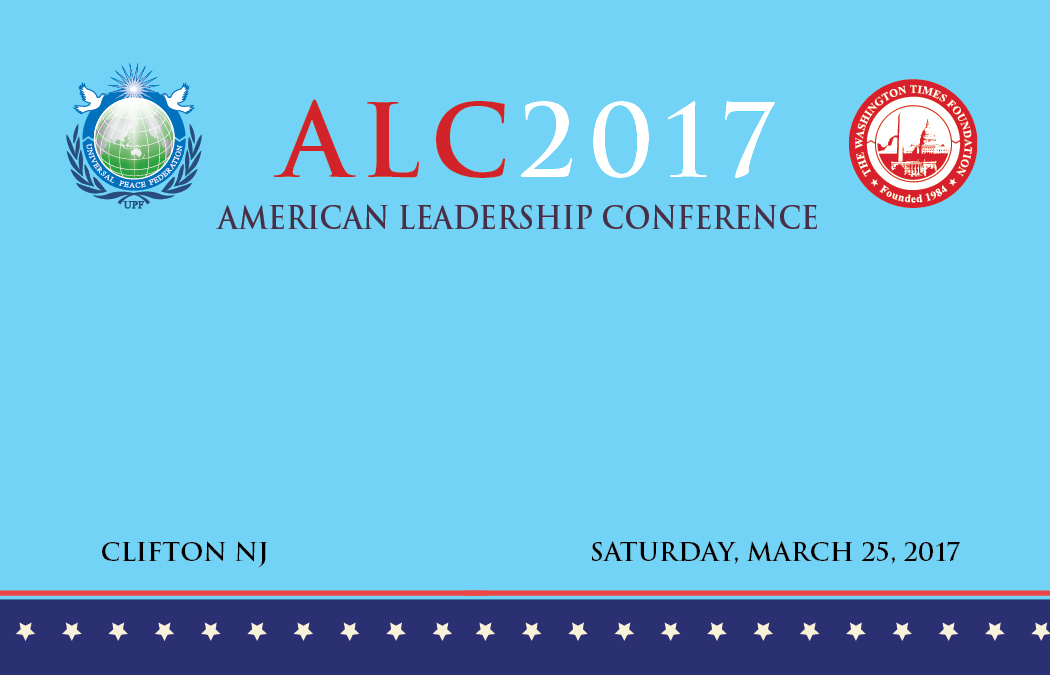 ALC2017
AMERICAN LEADERSHIP CONFERENCE
UNIVERSAL PEACE FEDERATION
UPF
THE WASHINGTON TIMES FOUNDATION
★ Founded 1984 ★
CLIFTON NJ
SATURDAY, MARCH 25, 2017